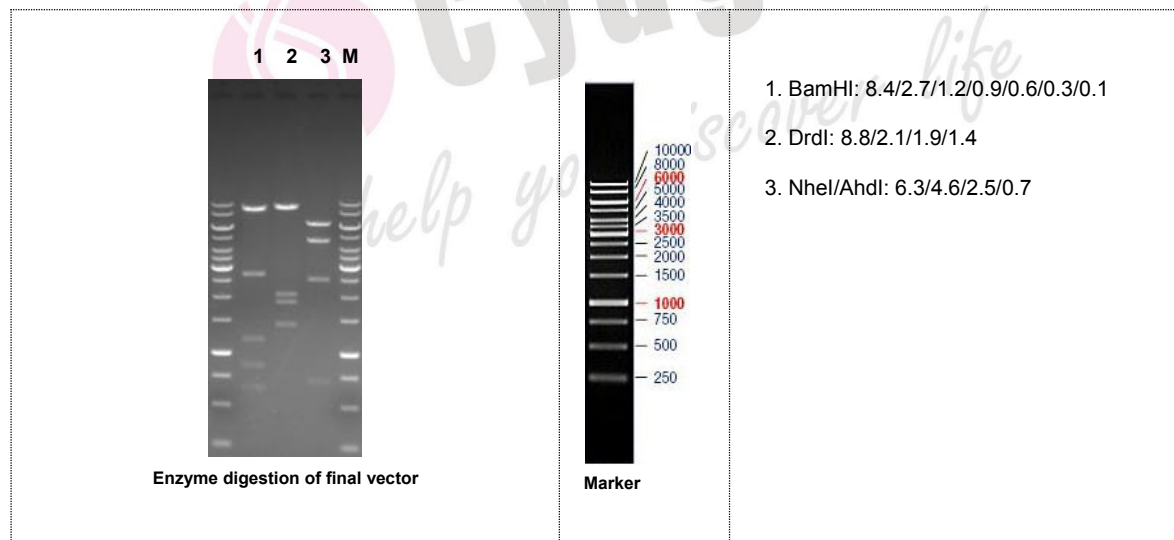 1 2 3 M
Enzyme digestion of final vector
10000
8000
6000
5000
4000
3500
3000
2500
2000
1500
1000
750
500
250
Marker
1. BamHI: 8.4/2.7/1.2/0.9/0.6/0.3/0.1
2. DrdI: 8.8/2.1/1.9/1.4
3. NheI/AhdI: 6.3/4.6/2.5/0.7
help yo
scover life